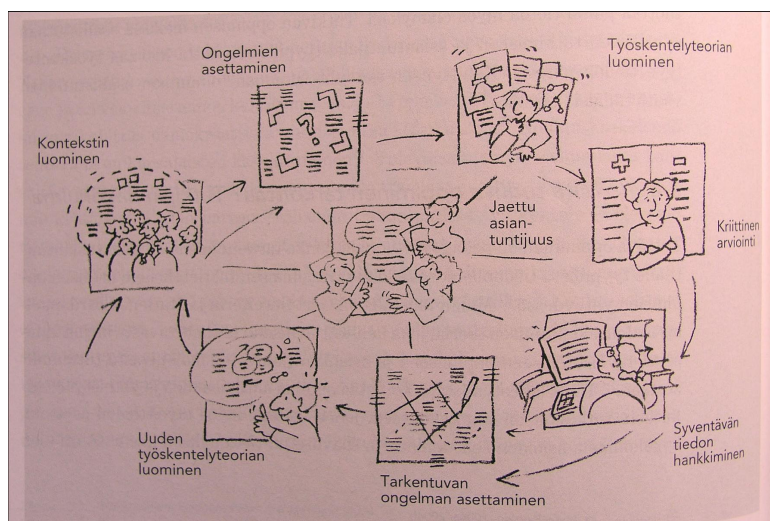 Ongelmien
asettaminen
Työskentelyteorian
luominen
Kontekstin
luominen
Jaettu
asian-
tuntijuus
Kriittinen
arviointi
Uuden
työskentelyteorian
luominen
Tarkentuvan
ongelman asettaminen
Syventävän
tiedon
hankkiminen